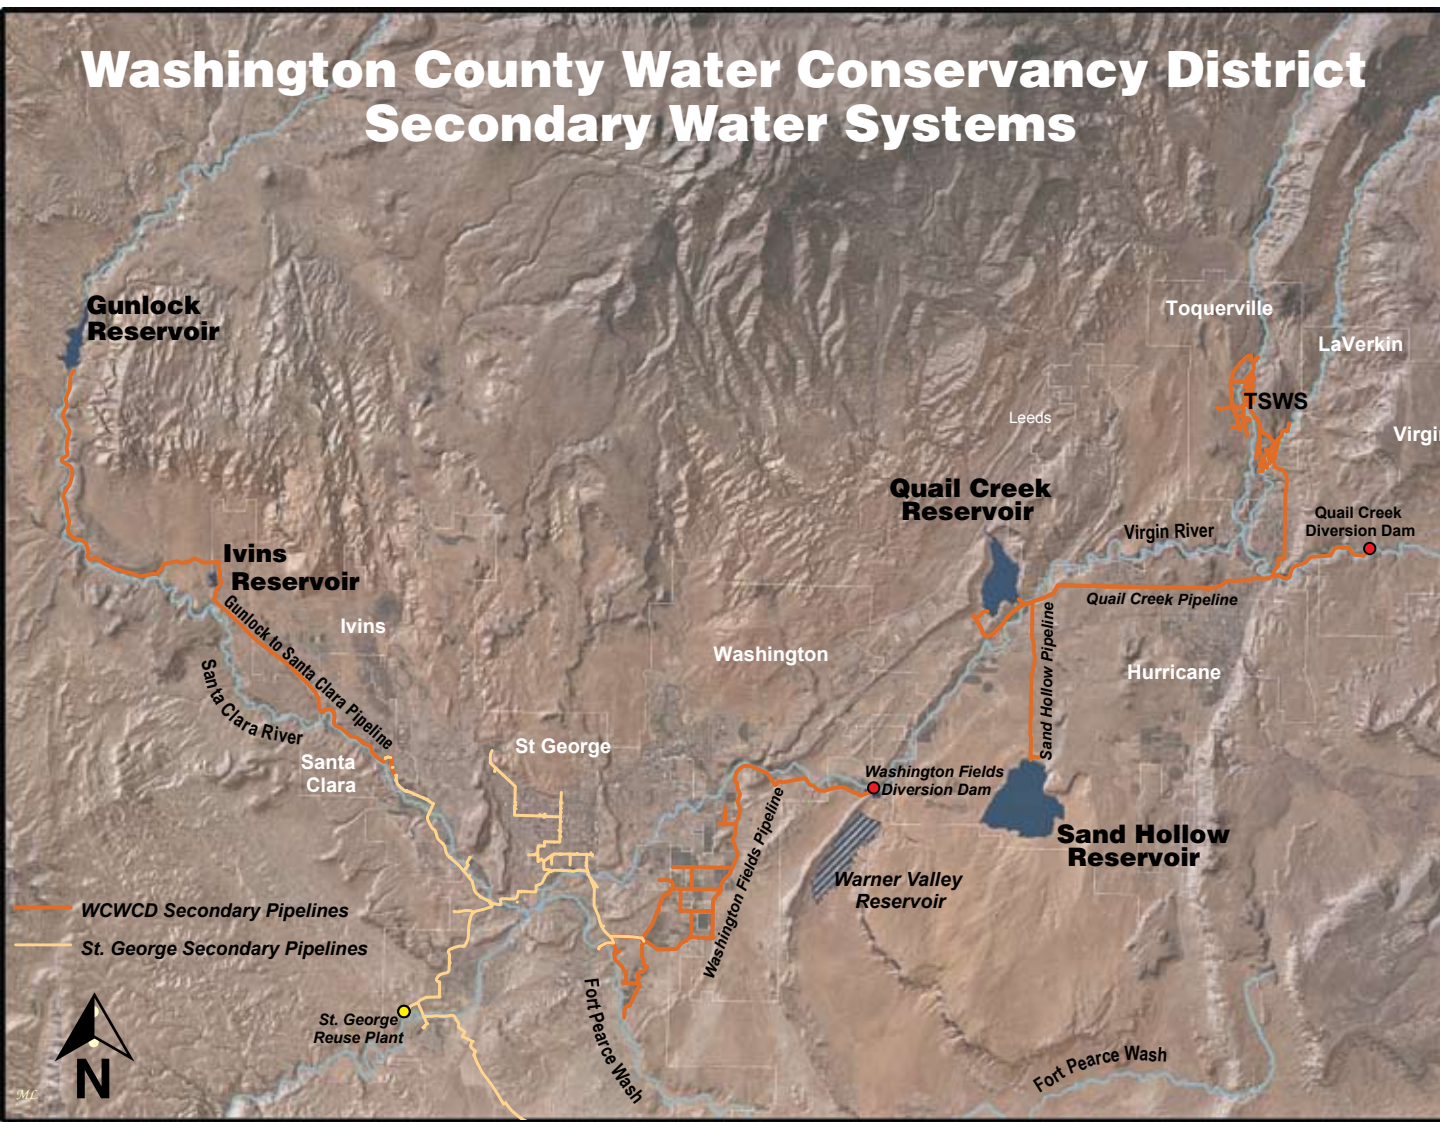 Washington County Water Conservancy District
Secondary Water Systems
Gunlock
Reservoir
Toquerville
LaVerkin
TSWS
Leeds
Virgi
Quail Creek
Reservoir
Quail Creek
Diversion Dam
Virgin River
Ivins
Reservoir
Quail Creek Pipeline
Gunlock to Santa Clara Pipeline
Ivins
Sand Hollow Pipeline
Washington
Hurricane
Santa Clara River
St George
Santa
Clara
Washington Fields
Diversion Dam
Washington Fields Pipeline
Sand Hollow
Reservoir
Warner Valley
Reservoir
WCWCD Secondary Pipelines
St. George Secondary Pipelines
Fort Pearce Wash
St. George
Reuse Plant
Fort Pearce Wash
N
ML